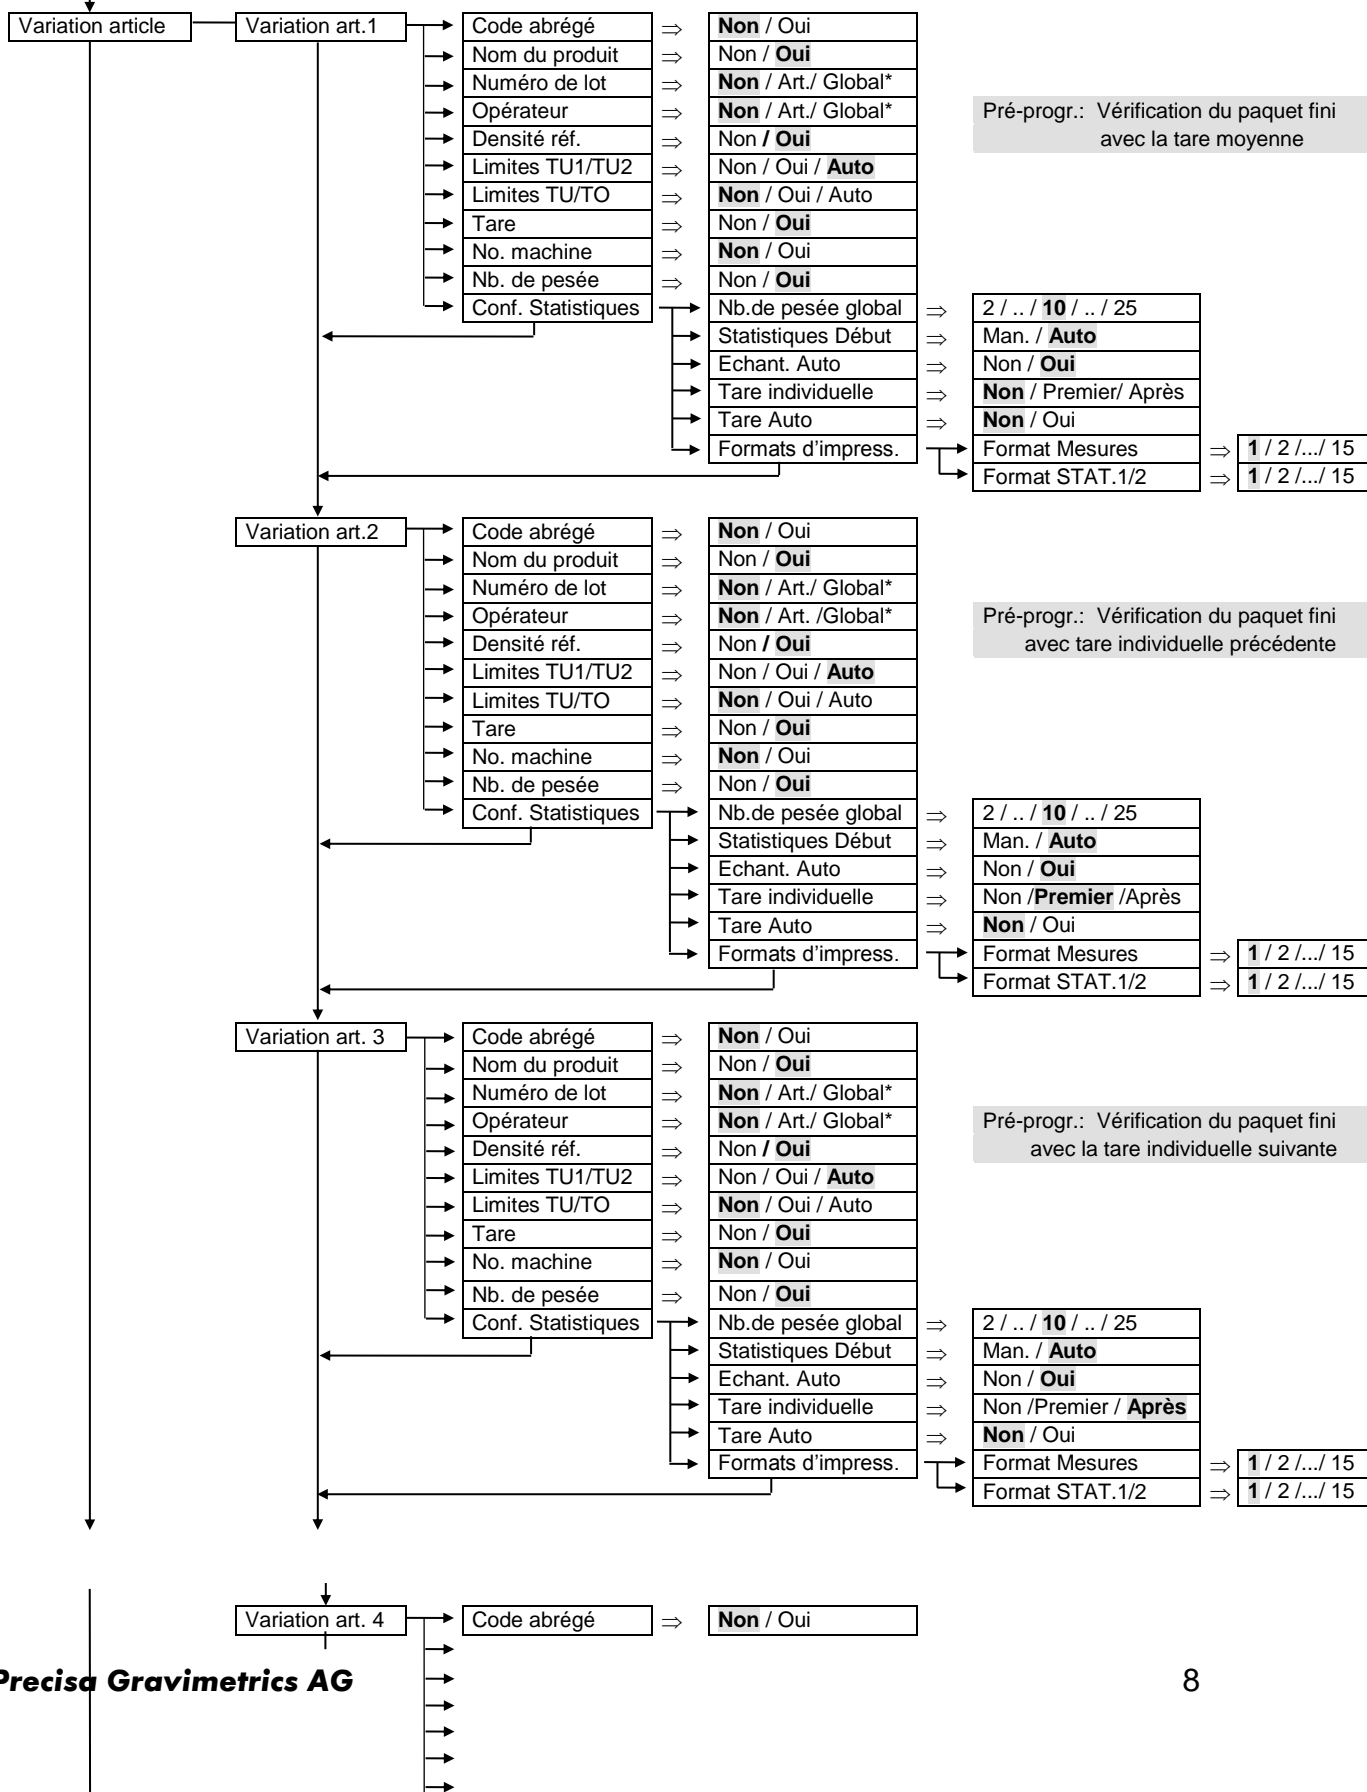 Variation article Variation art.1 Code abrégé ⇒ Non / Oui
Nom du produit ⇒ Non / Oui
Numéro de lot ⇒ Non / Art./ Global*
Opérateur ⇒ Non / Art./ Global* Pré-progr.: Vérification du paquet fini
Densité réf. ⇒ Non / Oui avec la tare moyenne
Limites TU1/TU2 ⇒ Non / Oui / Auto
Limites TU/TO ⇒ Non / Oui / Auto
Tare ⇒ Non / Oui
No. machine ⇒ Non / Oui
Nb. de pesée ⇒ Non / Oui
Conf. Statistiques Nb.de pesée global ⇒ 2 / .. / 10 / .. / 25
Statistiques Début ⇒ Man. / Auto
Echant. Auto ⇒ Non / Oui
Tare individuelle ⇒ Non / Premier/ Après
Tare Auto ⇒ Non / Oui
Formats d'impress. Format Mesures ⇒ 1 / 2 /.../ 15
Format STAT.1/2 ⇒ 1 / 2 /.../ 15
Variation art.2 Code abrégé ⇒ Non / Oui
Nom du produit ⇒ Non / Oui
Numéro de lot ⇒ Non / Art./ Global*
Opérateur ⇒ Non / Art. /Global* Pré-progr.: Vérification du paquet fini
Densité réf. ⇒ Non / Oui avec tare individuelle précédente
Limites TU1/TU2 ⇒ Non / Oui / Auto
Limites TU/TO ⇒ Non / Oui / Auto
Tare ⇒ Non / Oui
No. machine ⇒ Non / Oui
Nb. de pesée ⇒ Non / Oui
Conf. Statistiques Nb.de pesée global ⇒ 2 / .. / 10 / .. / 25
Statistiques Début ⇒ Man. / Auto
Echant. Auto ⇒ Non / Oui
Tare individuelle ⇒ Non /Premier /Après
Tare Auto ⇒ Non / Oui
Formats d'impress. Format Mesures ⇒ 1 / 2 /.../ 15
Format STAT.1/2 ⇒ 1 / 2 /.../ 15
Variation art. 3 Code abrégé ⇒ Non / Oui
Nom du produit ⇒ Non / Oui
Numéro de lot ⇒ Non / Art./ Global*
Opérateur ⇒ Non / Art./ Global* Pré-progr.: Vérification du paquet fini
Densité réf. ⇒ Non / Oui avec la tare individuelle suivante
Limites TU1/TU2 ⇒ Non / Oui / Auto
Limites TU/TO ⇒ Non / Oui / Auto
Tare ⇒ Non / Oui
No. machine ⇒ Non / Oui
Nb. de pesée ⇒ Non / Oui
Conf. Statistiques Nb.de pesée global ⇒ 2 / .. / 10 / .. / 25
Statistiques Début ⇒ Man. / Auto
Echant. Auto ⇒ Non / Oui
Tare individuelle ⇒ Non /Premier / Après
Tare Auto ⇒ Non / Oui
Formats d'impress. Format Mesures ⇒ 1 / 2 /.../ 15
Format STAT.1/2 ⇒ 1 / 2 /.../ 15
Variation art. 4 Code abrégé ⇒ Non / Oui
Precisa Gravimetrics AG 8